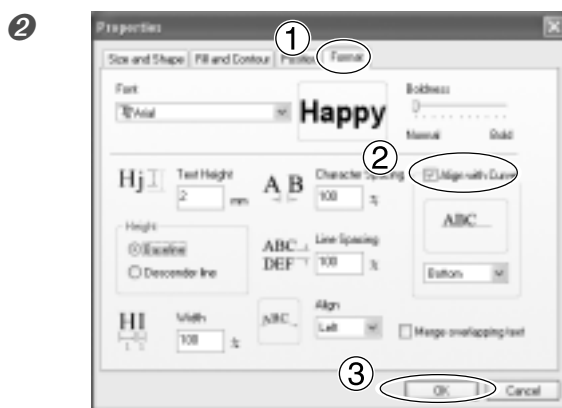 2
Properties
1
Size and Shape Fill and Contour Position Format
Font
Arial
Happy
Boldness
Normal Bold
2
Hj Text Height
2 mm
A B Character Spacing
100 %
Align with Curve
ABC
Bottom
Height
Baseline
Descender line
ABC
DEF
Line Spacing
100 %
HI Width
100 %
ABC
Align
Left
Merge overlapping text
3
OK Cancel